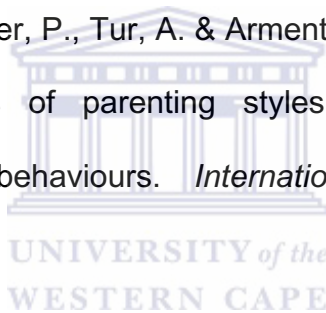 er, P., Tur, A. & Arment
of parenting styles
behaviours. Internatio
UNIVERSITY of the
WESTERN CAPE